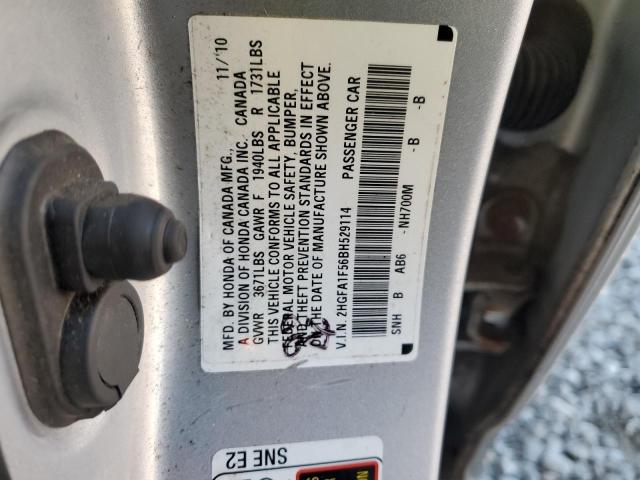 MFD. BY HONDA OF CANADA MFG., 11/'10
A DIVISION OF HONDA CANADA INC. CANADA
GVWR 3671LBS GAWR F 1940LBS R 1731LBS
THIS VEHICLE CONFORMS TO ALL APPLICABLE
FEDERAL MOTOR VEHICLE SAFETY, BUMPER,
AND THEFT PREVENTION STANDARDS IN EFFECT
ON THE DATE OF MANUFACTURE SHOWN ABOVE.
V.I.N. 2HGFA1F56BH529114 PASSENGER CAR
SNH B AB6 -NH700M -B -B
SNE E2